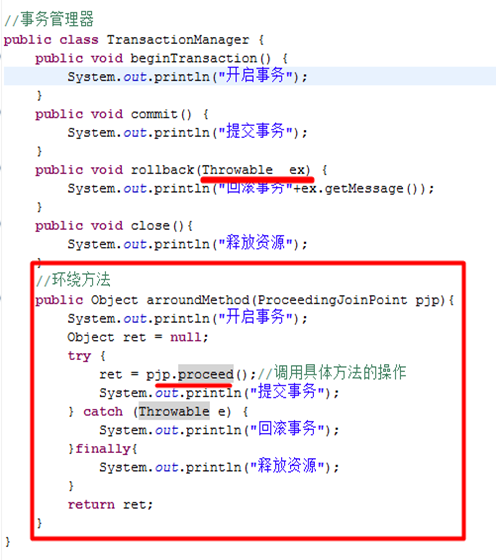 //事务管理器
public class TransactionManager {
public void beginTransaction() {
System.out.println("开启事务");
}
public void commit() {
System.out.println("提交事务");
}
public void rollback(Throwable  ex) {
System.out.println("回滚事务"+ex.getMessage());
}
public void close(){
System.out.println("释放资源");
}
//环绕方法
public Object arroundMethod(ProceedingJoinPoint pjp){
System.out.println("开启事务");
Object ret = null;
try {
ret = pjp.proceed();//调用具体方法的操作
System.out.println("提交事务");
} catch (Throwable e) {
System.out.println("回滚事务");
}finally{
System.out.println("释放资源");
}
return ret;
}
}